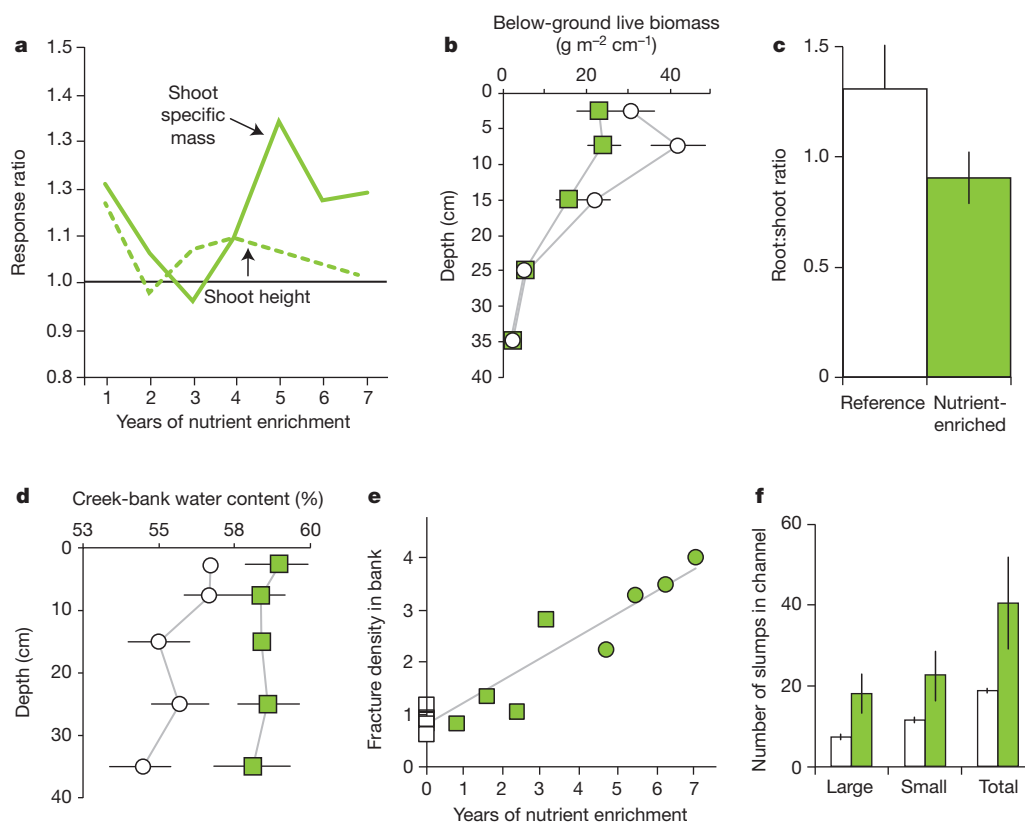 a
1.5
1.4
1.3
1.3
1.1
1.0
0.9
0.8
Response ratio
Shoot
specific
mass
Shoot height
1 2 3 4 5 6 7
Years of nutrient enrichment
b
Below-ground live biomass
(g m⁻² cm⁻¹)
0 20 40
0
5
10
15
20
25
30
35
40
Depth (cm)
c
1.5
1.0
0.5
0
Root:shoot ratio
Reference Nutrient-
enriched
d
Creek-bank water content (%)
53 55 58 60
0
10
20
30
40
Depth (cm)
e
4
3
2
1
0
Fracture density in bank
0 1 2 3 4 5 6 7
Years of nutrient enrichment
f
60
40
20
0
Number of slumps in channel
Large Small Total